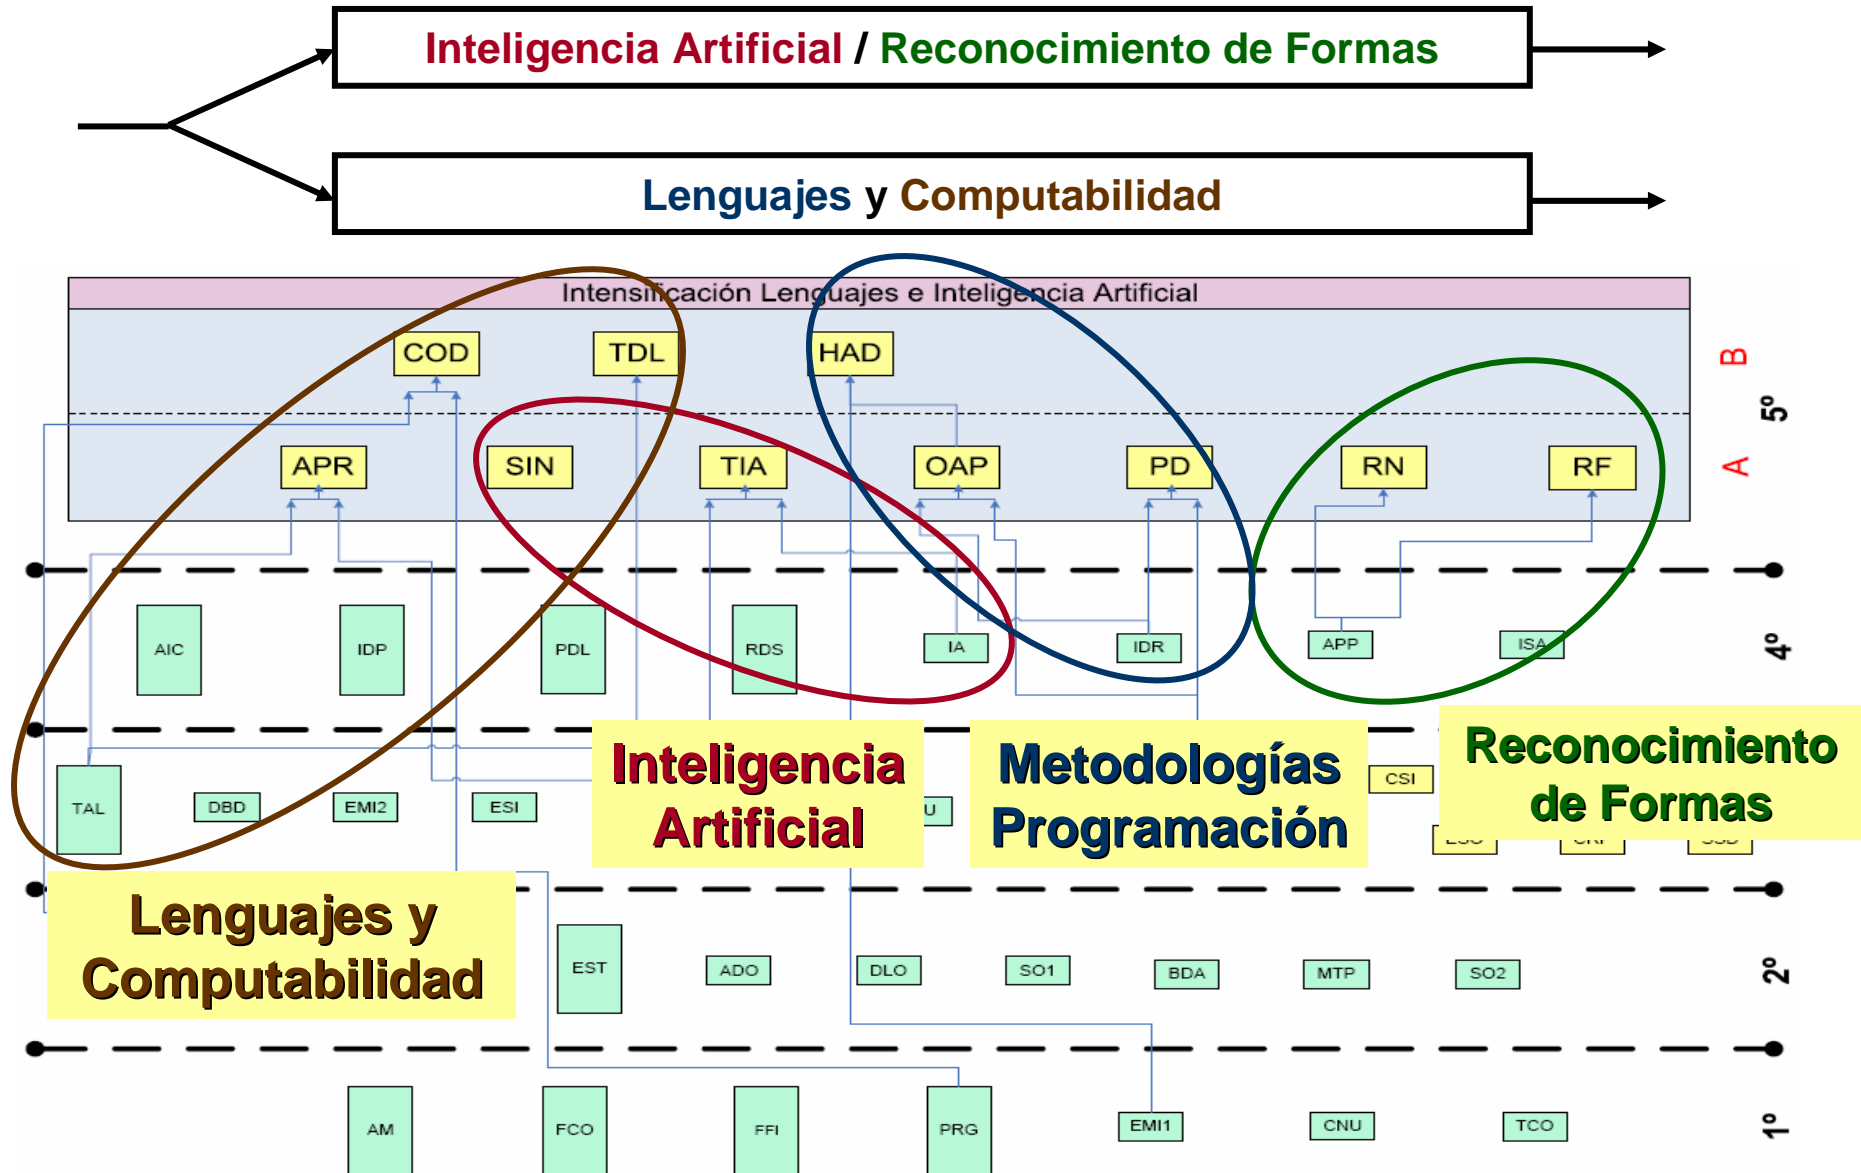 Inteligencia Artificial / Reconocimiento de Formas
Lenguajes y Computabilidad
Intensificación Lenguajes e Inteligencia Artificial
COD TDL HAD
B
5º
APR SIN TIA OAP PD RN RF
A
AIC IDP PDL RDS IA IDR APP ISA
4º
Inteligencia
Artificial
Metodologías
Programación
Reconocimiento
de Formas
TAL DBD EMI2 ESI U CSI
Lenguajes y
Computabilidad
EST ADO DLO SO1 BDA MTP SO2
2º
AM FCO FFI PRG EMI1 CNU TCO
1º